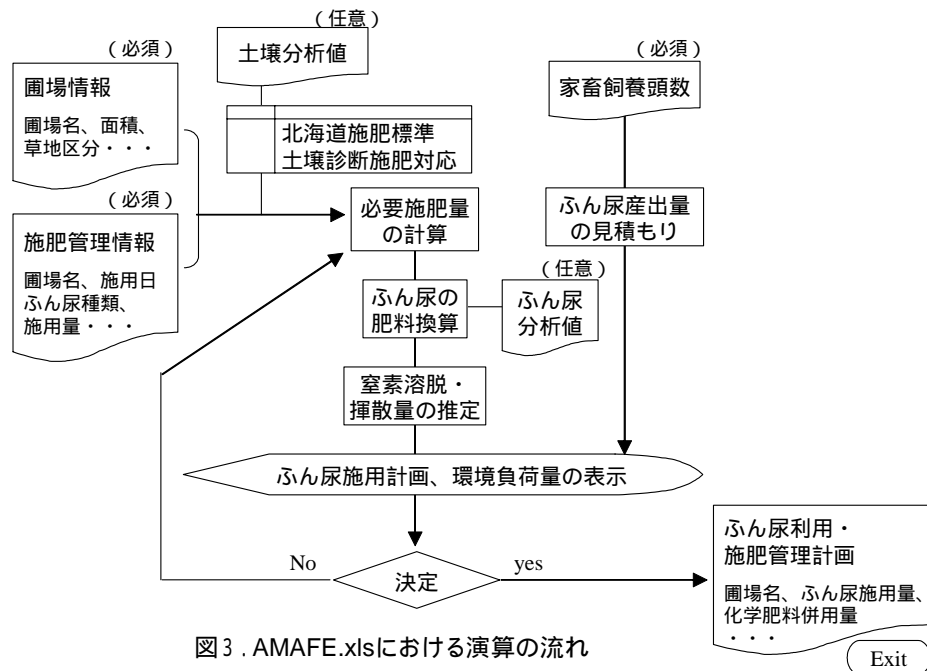 (任意)
土壌分析値
(必須)
圃場情報
圃場名、面積、
草地区分・・・
北海道施肥標準
土壌診断施肥対応
(必須)
家畜飼養頭数
(必須)
施肥管理情報
圃場名、施用日
ふん尿種類、
施用量・・・
必要施肥量
の計算
ふん尿産出量
の見積もり
ふん尿の
肥料換算
(任意)
ふん尿
分析値
窒素溶脱・
揮散量の推定
ふん尿施用計画、環境負荷量の表示
No
決定
yes
ふん尿利用・
施肥管理計画
圃場名、ふん尿施用量、
化学肥料併用量
・・・
図3.AMAFE.xlsにおける演算の流れ
Exit